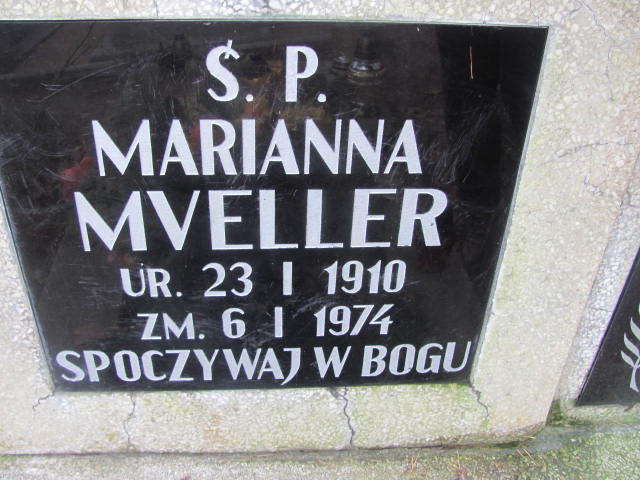 Ś. P.
MARIANNA
MVELLER
UR. 23 I 1910
ZM. 6 I 1974
SPOCZYWAJ W BOGU